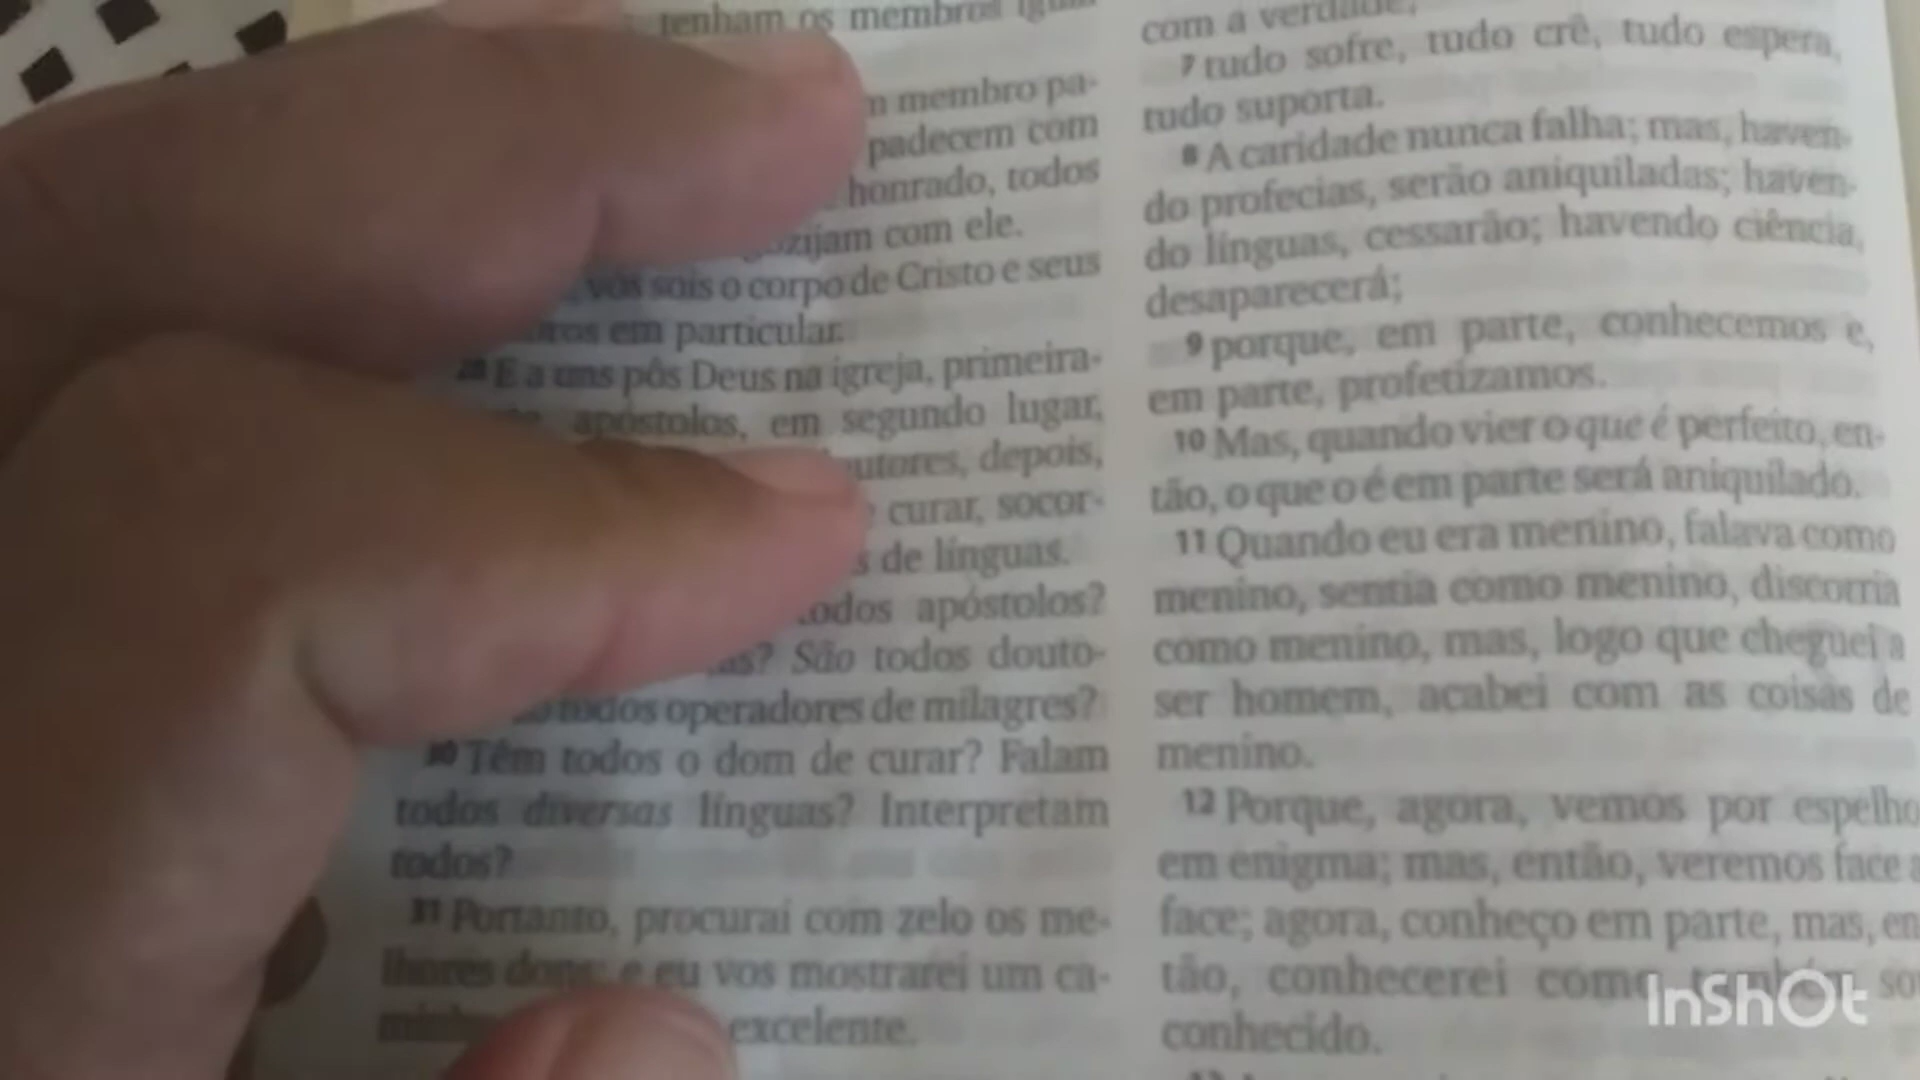 tenham os membros
membro pa-
padecem com
honrado, todos
com ele.
vós sois o corpo de Cristo e seus
em particular.
28 E a uns pôs Deus na igreja, primeira-
apóstolos, em segundo lugar,
depois,
curar, socor-
de línguas.
apóstolos?
São todos douto-
todos operadores de milagres?
30 Têm todos o dom de curar? Falam
todos diversas línguas? Interpretam
todos?
31 Portanto, procurai com zelo os me-
lhores dons; e eu vos mostrarei um ca-
excelente.
com a verdade;
7 tudo sofre, tudo crê, tudo espera,
tudo suporta.
8 A caridade nunca falha; mas, haven-
do profecias, serão aniquiladas; haven-
do línguas, cessarão; havendo ciência,
desaparecerá;
9 porque, em parte, conhecemos e,
em parte, profetizamos.
10 Mas, quando vier o que é perfeito, en-
tão, o que o é em parte será aniquilado.
11 Quando eu era menino, falava como
menino, sentia como menino, discorria
como menino, mas, logo que cheguei a
ser homem, acabei com as coisas de
menino.
12 Porque, agora, vemos por espelho
em enigma; mas, então, veremos face a
face; agora, conheço em parte, mas, en
tão, conhecerei como
conhecido.
InShOt